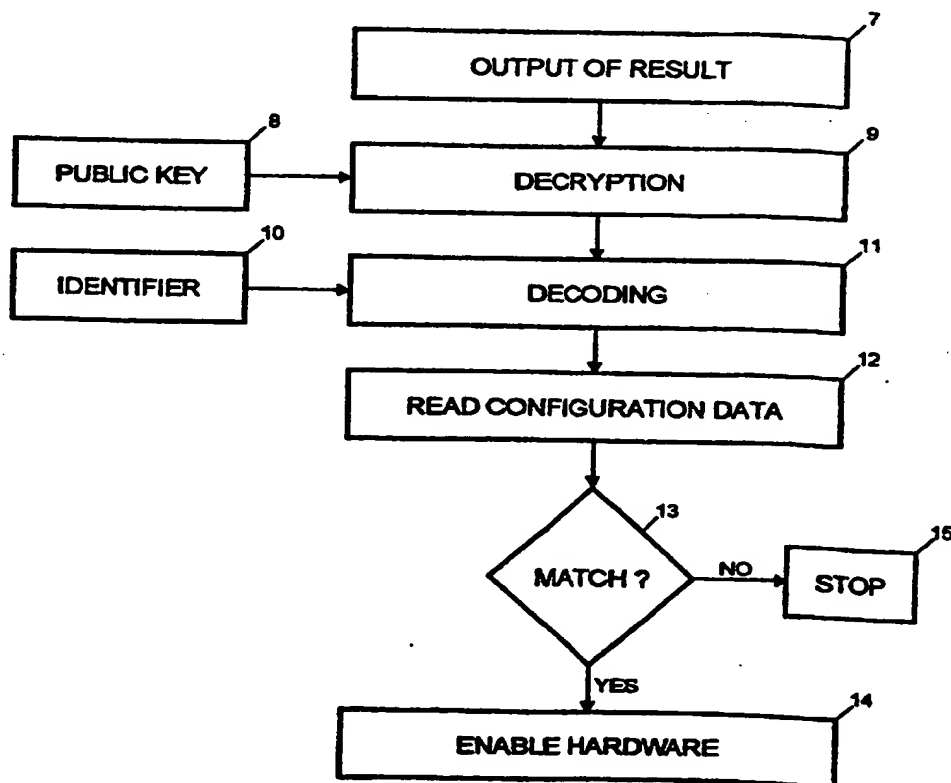 7
OUTPUT OF RESULT
8
PUBLIC KEY
9
DECRYPTION
10
IDENTIFIER
11
DECODING
12
READ CONFIGURATION DATA
13
MATCH ?
NO
15
STOP
YES
14
ENABLE HARDWARE